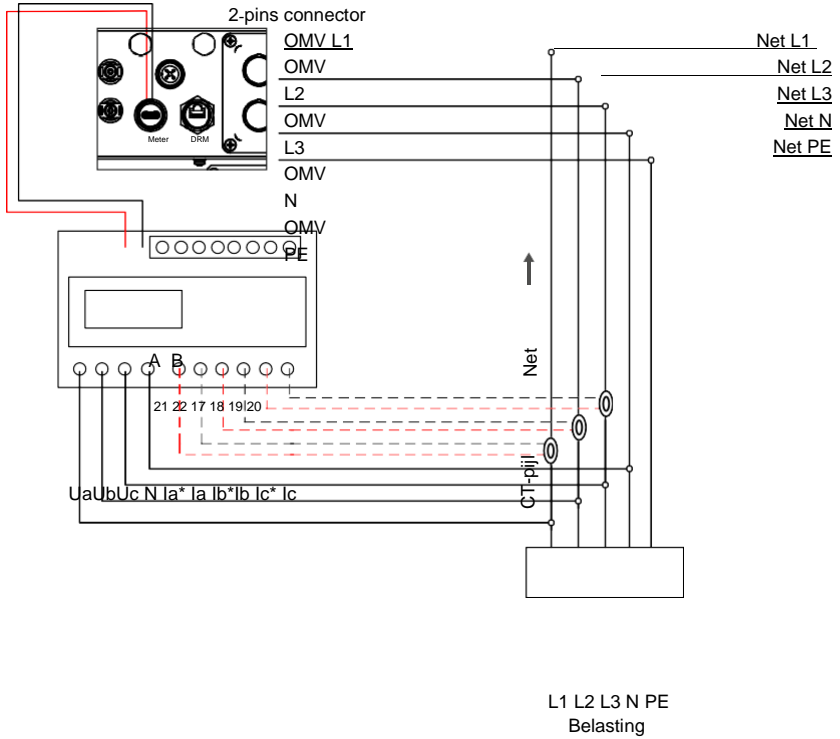 2-pins connector
OMV L1
OMV
L2
OMV
L3
OMV
N
OMV
PE
Net L1
Net L2
Net L3
Net N
Net PE
Meter
DRM
A B
21 22 17 18 19 20
UaUbUc N Ia* Ia Ib*Ib Ic* Ic
Net
CT-pijl
L1 L2 L3 N PE
Belasting